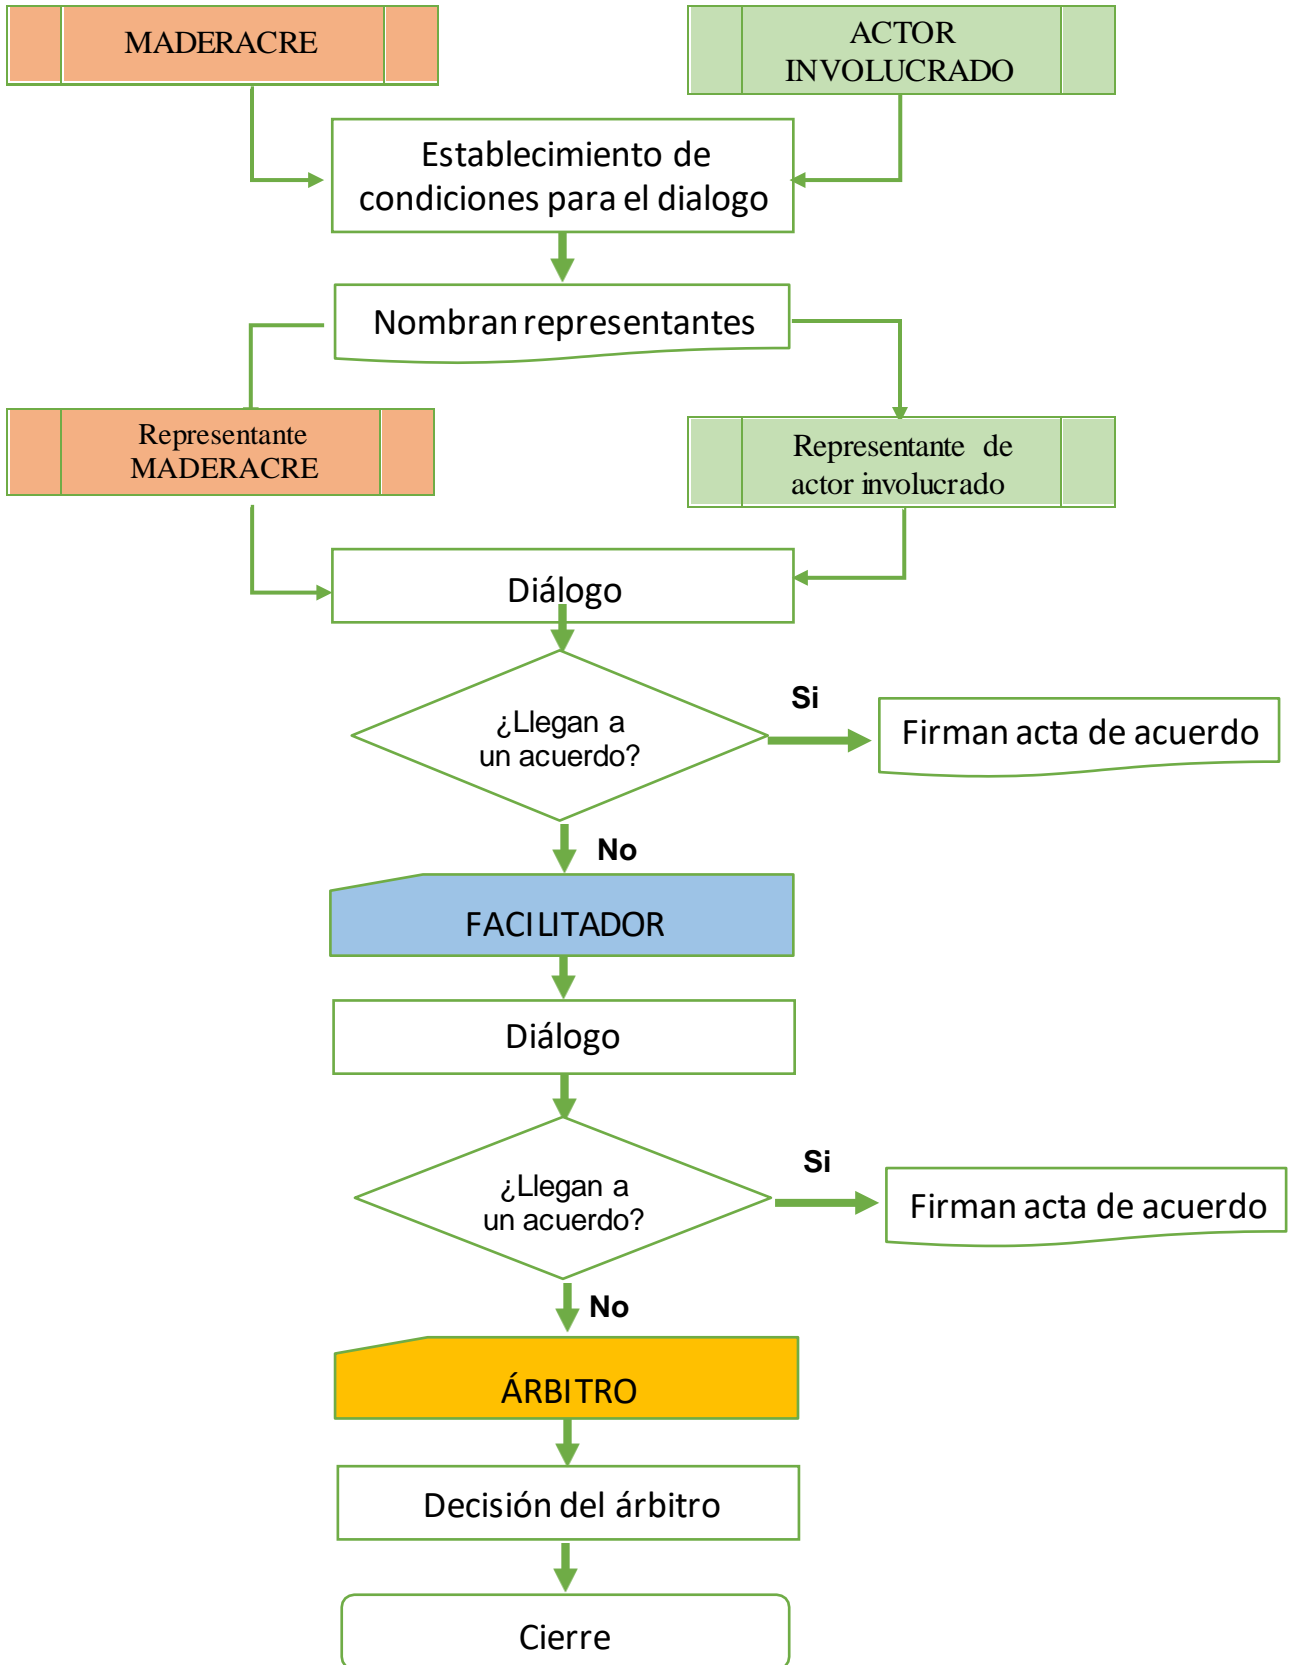 MADERACRE
ACTOR
INVOLUCRADO
Establecimiento de
condiciones para el dialogo
Nombran representantes
Representante
MADERACRE
Representante de
actor involucrado
Diálogo
¿Llegan a
un acuerdo?
Si
Firman acta de acuerdo
No
FACILITADOR
Diálogo
¿Llegan a
un acuerdo?
Si
Firman acta de acuerdo
No
ÁRBITRO
Decisión del árbitro
Cierre